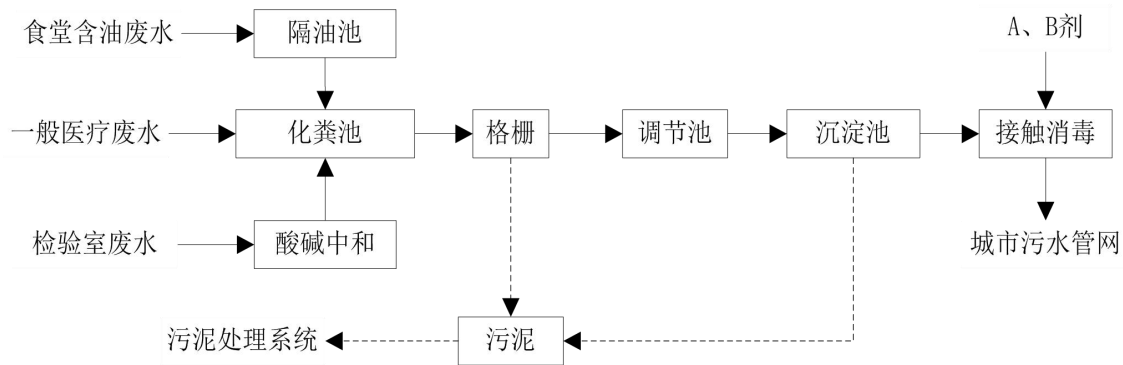 食堂含油废水
隔油池
A、B剂
一般医疗废水
化粪池
格栅
调节池
沉淀池
接触消毒
检验室废水
酸碱中和
城市污水管网
污泥处理系统
污泥